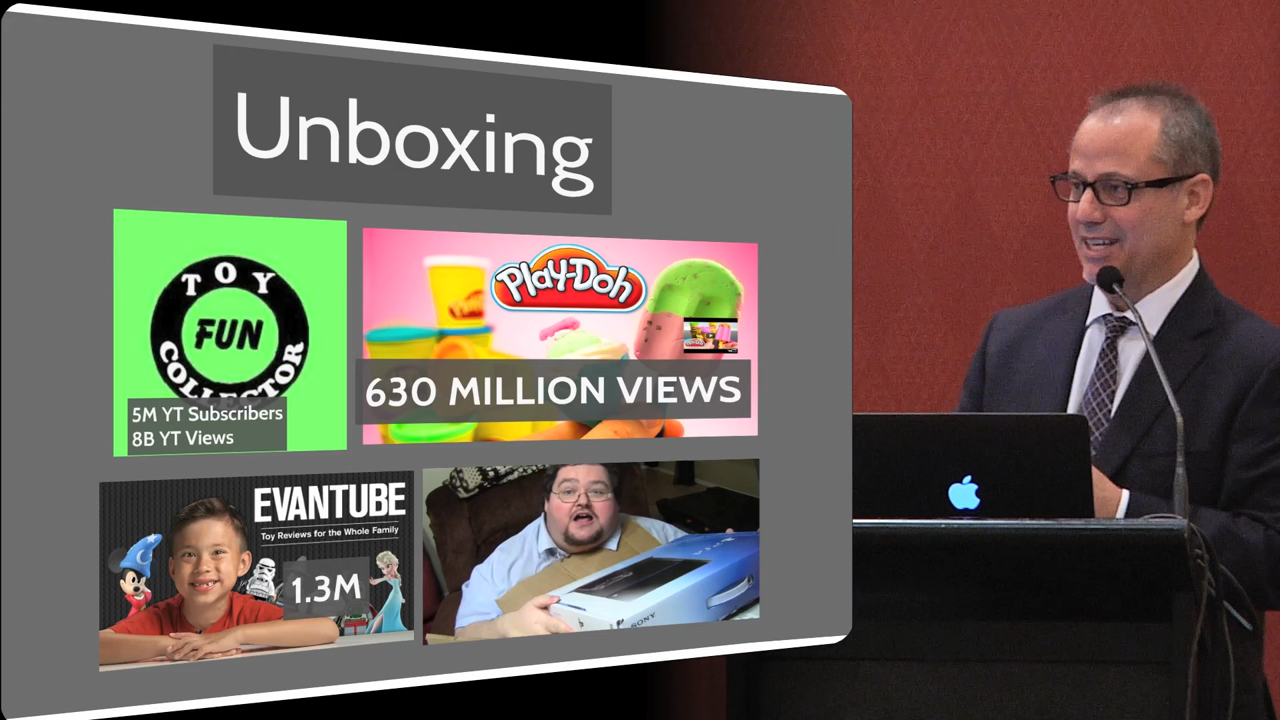 Unboxing
TOY
FUN
COLLECTOR
5M YT Subscribers
8B YT Views
Play-Doh
630 MILLION VIEWS
EVANTUBE
Toy Reviews for the Whole Family
1.3M
SONY